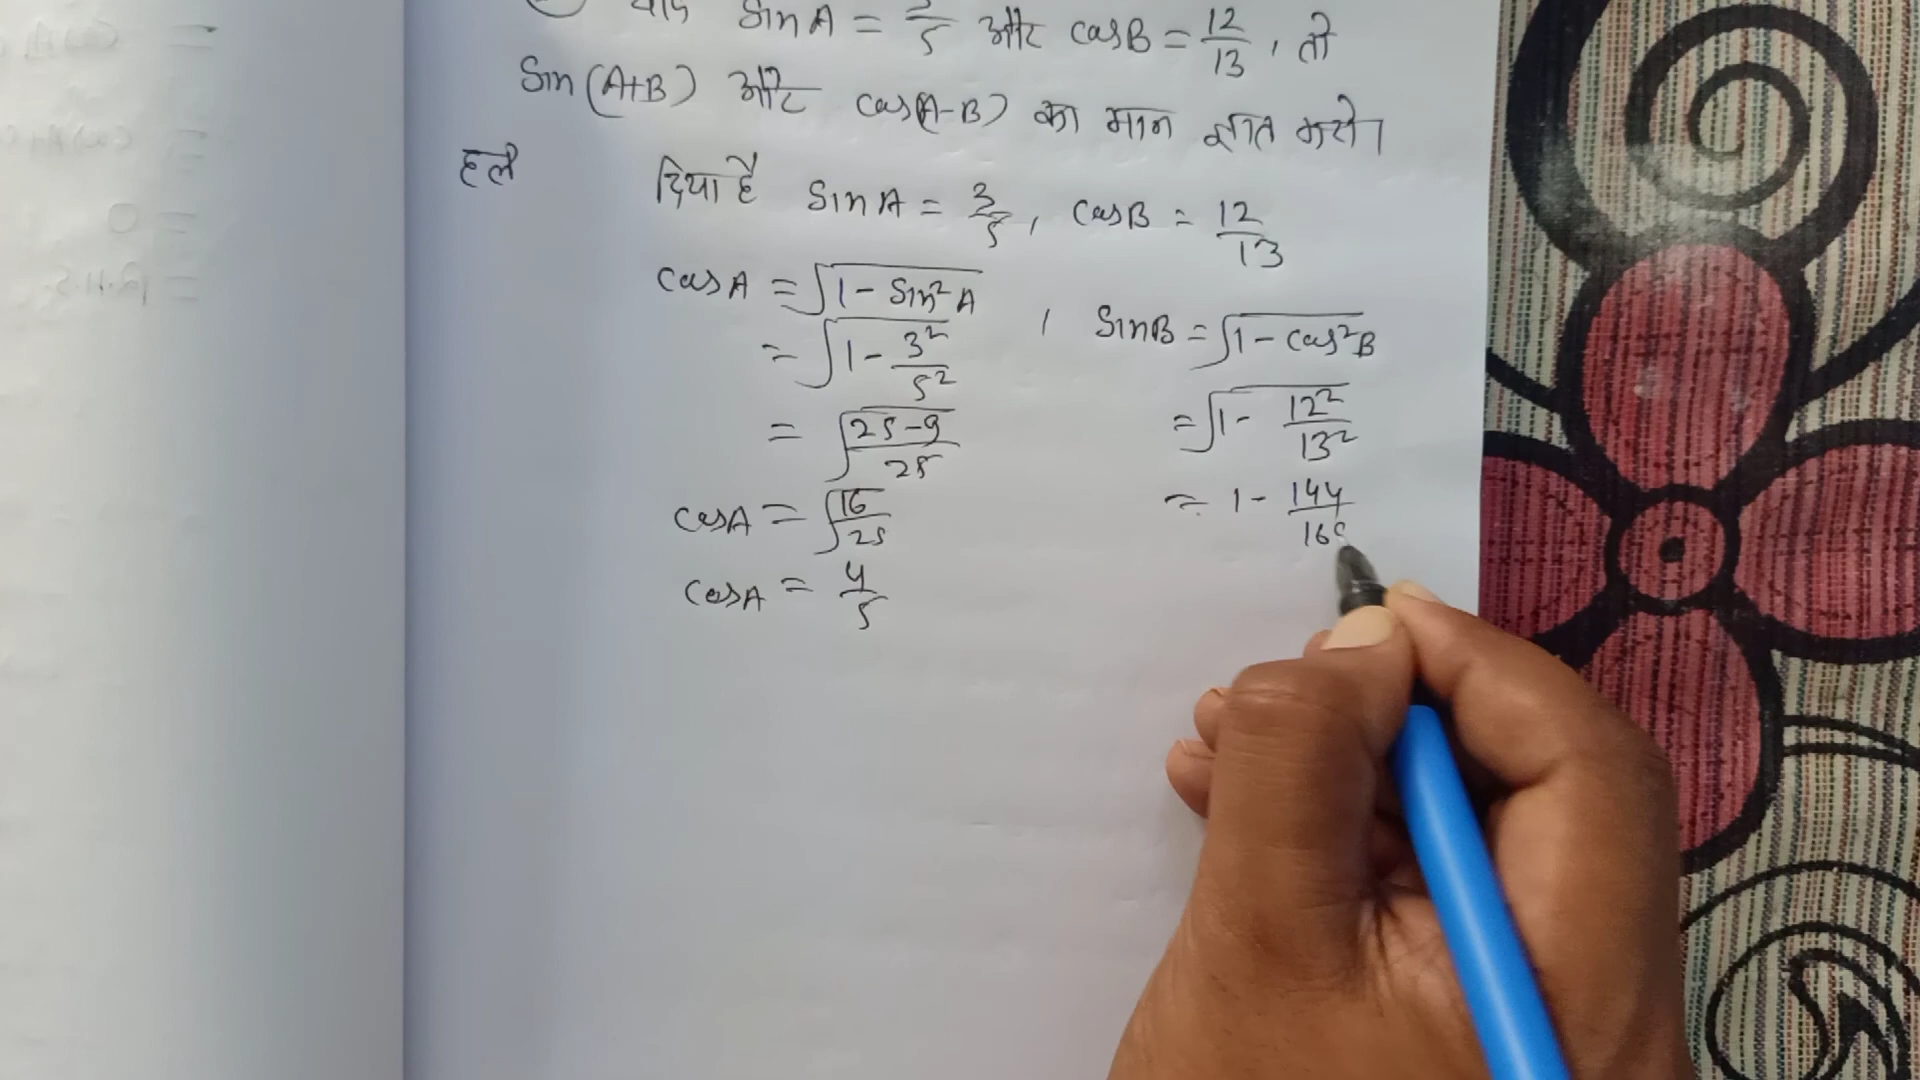 यदि Sin A = 3/5 और cos B = 12/13 , तो
Sin (A+B) और cos(A-B) का मान ज्ञात करो।
हल
दिया है Sin A = 3/5 , cos B = 12/13
cos A = √(1 - Sin² A)
, Sin B = √(1 - cos² B)
= √(1 - 3²/5²)
= √(1 - 12²/13²)
= √(25-9/25)
= 1 - 144/169
cos A = √(16/25)
cos A = 4/5